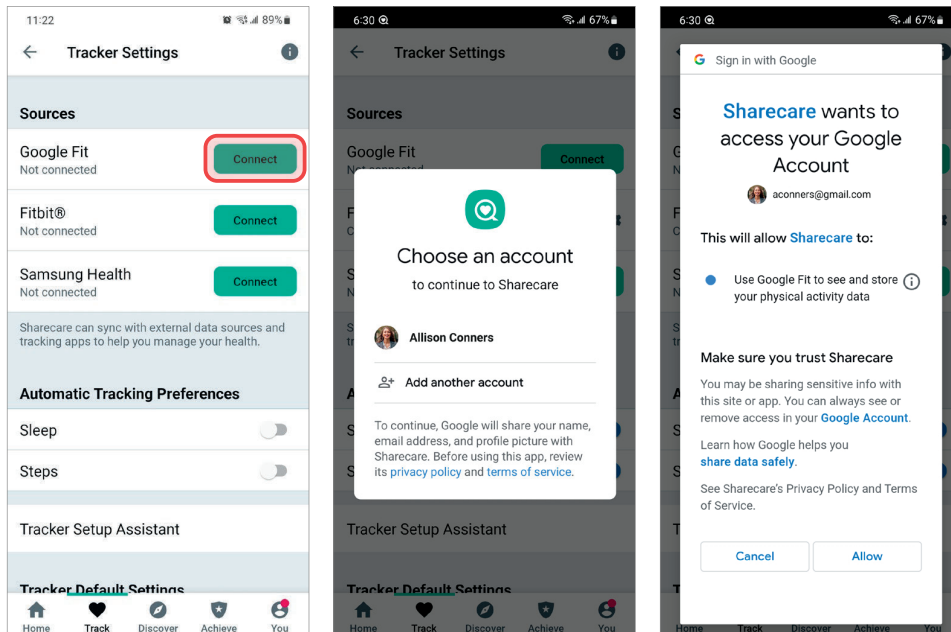 11:22
89%
Tracker Settings
Sources
Google Fit
Not connected
Connect
Fitbit®
Not connected
Connect
Samsung Health
Not connected
Connect
Sharecare can sync with external data sources and
tracking apps to help you manage your health.
Automatic Tracking Preferences
Sleep
Steps
Tracker Setup Assistant
Tracker Default Settings
Home
Track
Discover
Achieve
You
6:30
67%
Tracker Settings
Sources
Google Fit
Not connected
Connect
Choose an account
to continue to Sharecare
Allison Conners
Add another account
To continue, Google will share your name,
email address, and profile picture with
Sharecare. Before using this app, review
its privacy policy and terms of service.
Tracker Setup Assistant
Tracker Default Settings
Home
Track
Discover
Achieve
You
6:30
67%
G Sign in with Google
Sharecare wants to
access your Google
Account
aconners@gmail.com
This will allow Sharecare to:
Use Google Fit to see and store
your physical activity data
Make sure you trust Sharecare
You may be sharing sensitive info with
this site or app. You can always see or
remove access in your Google Account.
Learn how Google helps you
share data safely.
See Sharecare's Privacy Policy and Terms
of Service.
Cancel
Allow
Home
Track
Discover
Achieve
You